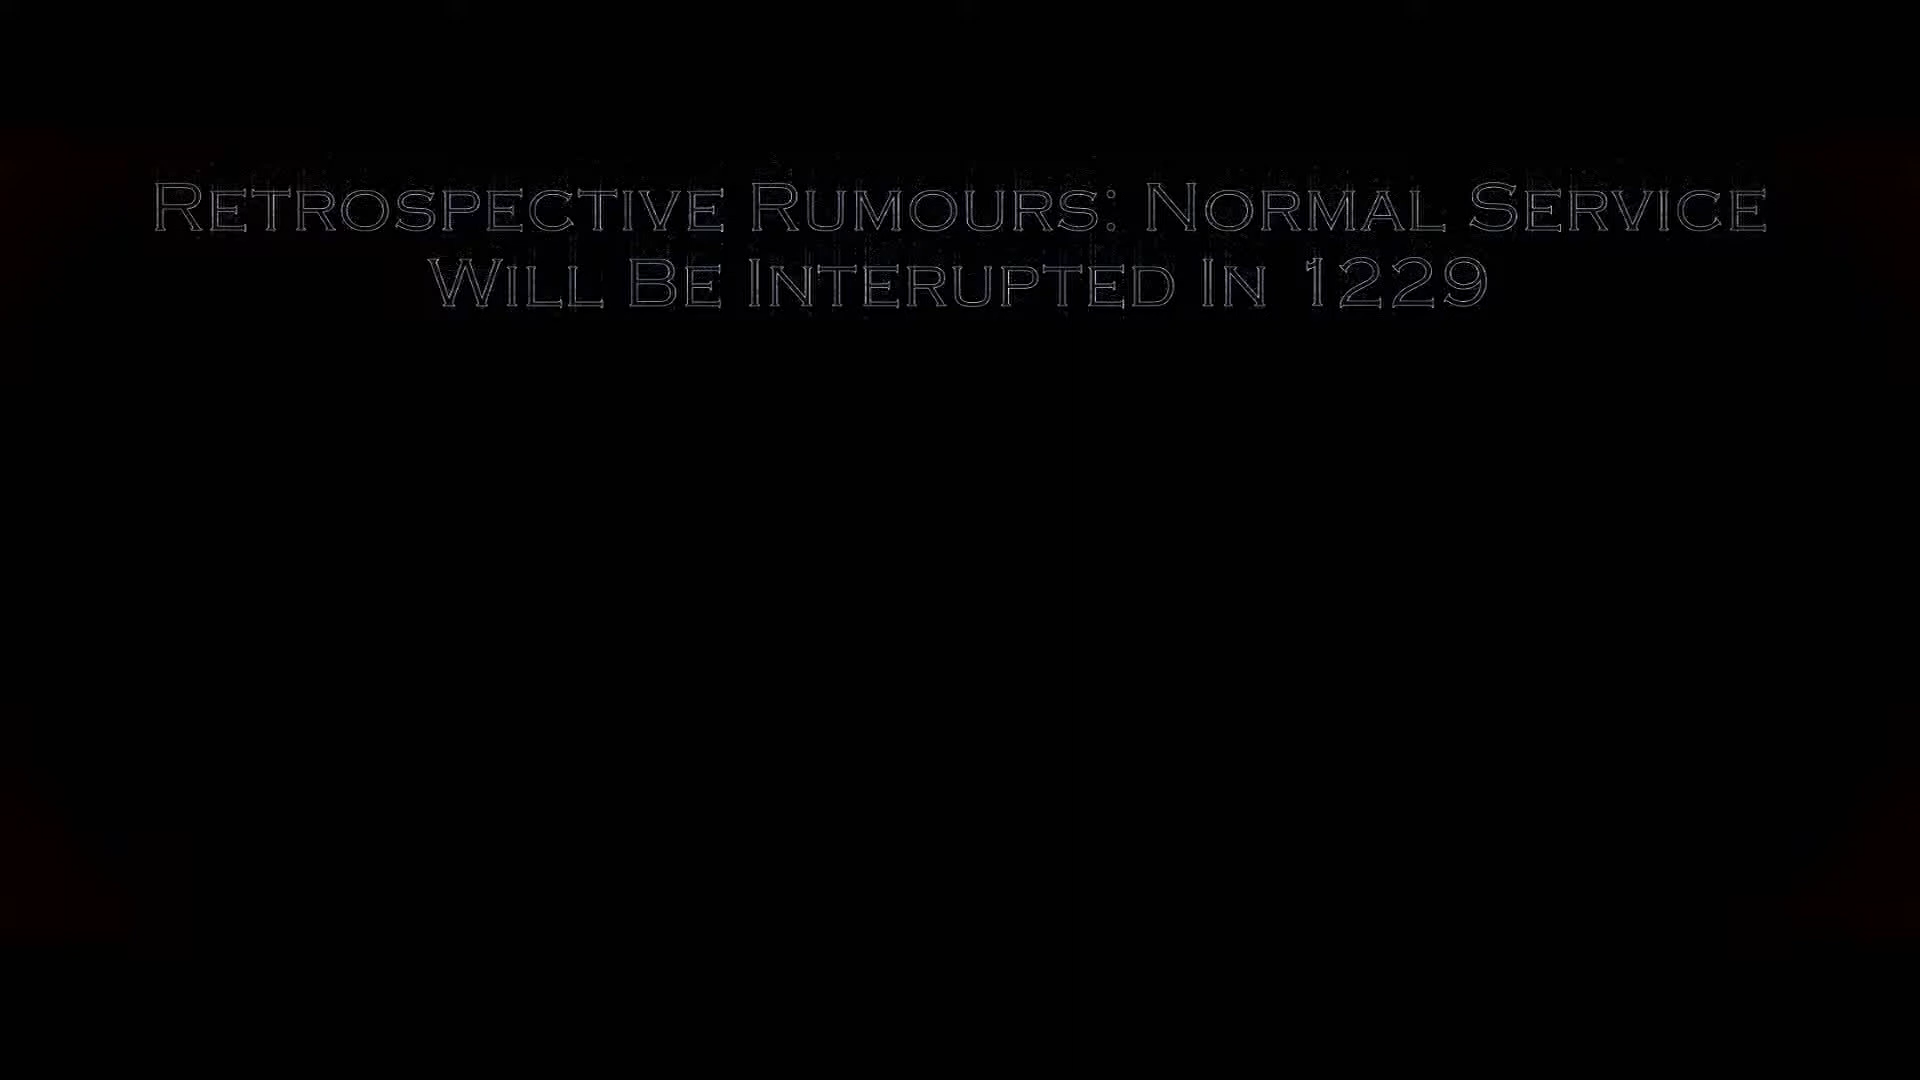 Retrospective Rumours: Normal Service
Will Be Interupted In 1229